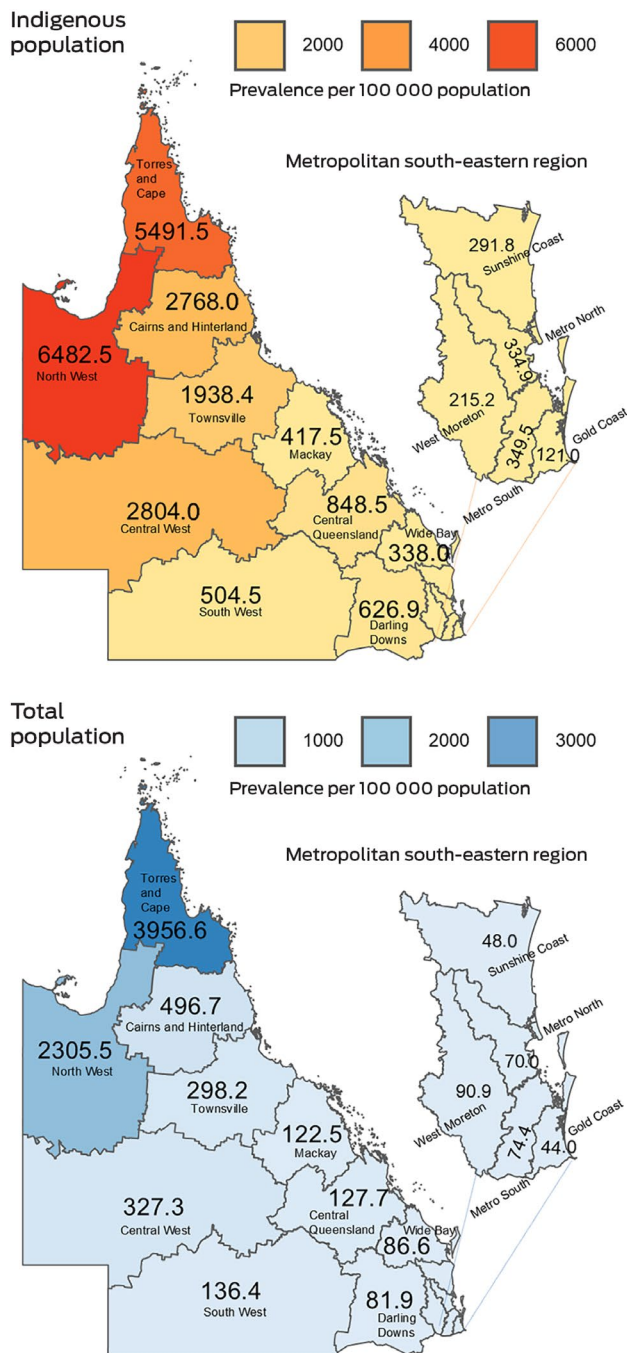 Indigenous
population
2000 4000 6000
Prevalence per 100 000 population
Metropolitan south-eastern region
Torres
and
Cape
5491.5
2768.0
Cairns and Hinterland
6482.5
North West
1938.4
Townsville
417.5
Mackay
2804.0
Central West
848.5
Central
Queensland
Wide Bay
338.0
504.5
South West
626.9
Darling
Downs
291.8
Sunshine Coast
Metro North
334.9
215.2
West Moreton
349.5
Gold Coast
121.0
Metro South
Total
population
1000 2000 3000
Prevalence per 100 000 population
Metropolitan south-eastern region
Torres
and
Cape
3956.6
496.7
Cairns and Hinterland
2305.5
North West
298.2
Townsville
122.5
Mackay
327.3
Central West
127.7
Central
Queensland
Wide Bay
86.6
136.4
South West
81.9
Darling
Downs
48.0
Sunshine Coast
Metro North
70.0
90.9
West Moreton
74.4
Gold Coast
44.0
Metro South